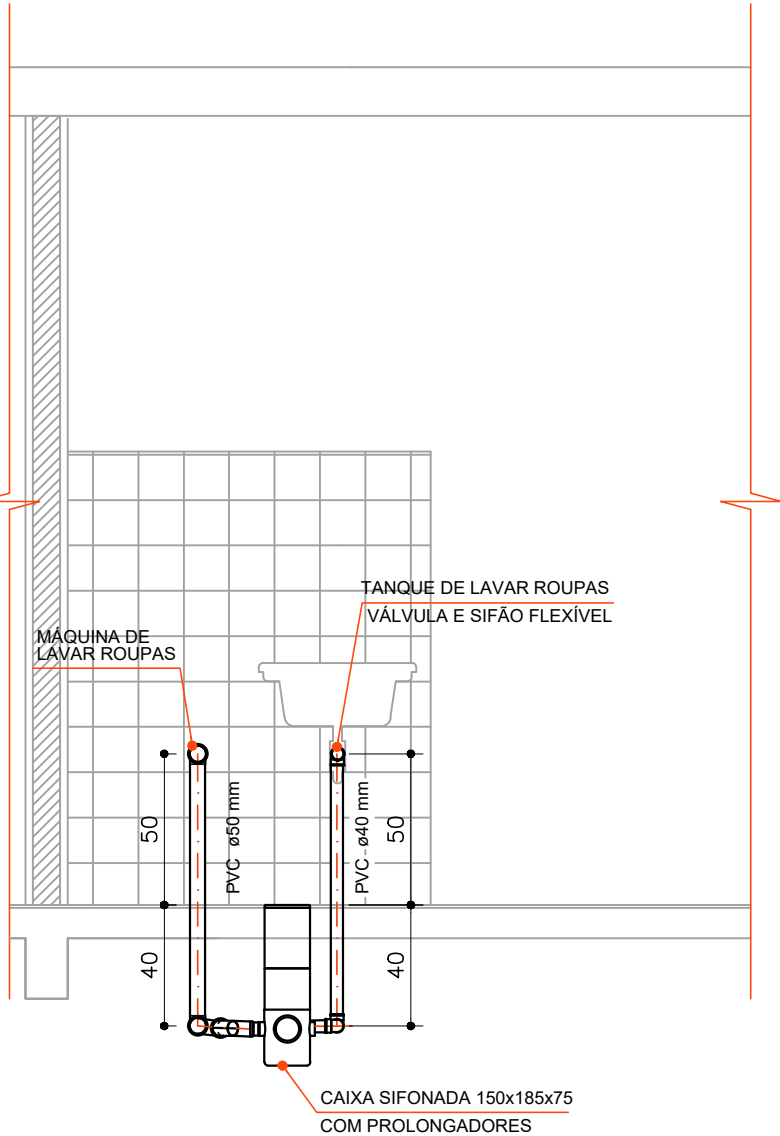 TANQUE DE LAVAR ROUPAS
VÁLVULA E SIFÃO FLEXÍVEL
MÁQUINA DE
LAVAR ROUPAS
50
PVC ø50 mm
PVC ø40 mm
50
40
40
CAIXA SIFONADA 150x185x75
COM PROLONGADORES